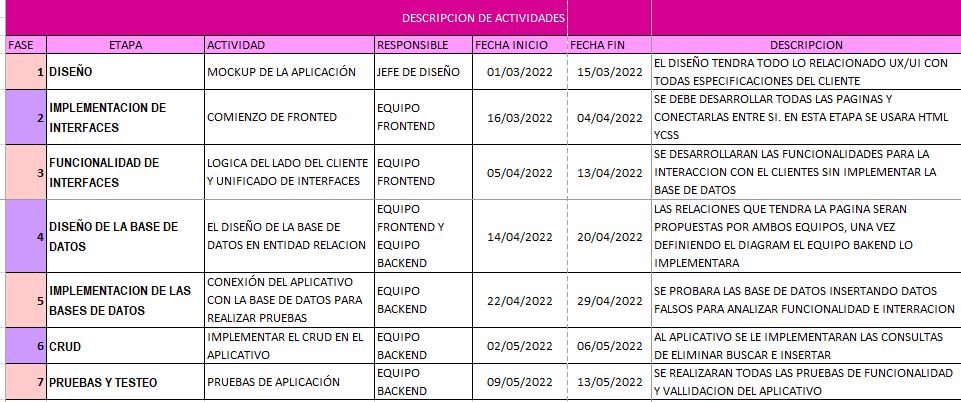 DESCRIPCION DE ACTIVIDADES
FASE ETAPA ACTIVIDAD RESPONSIBLE FECHA INICIO FECHA FIN DESCRIPCION
1 DISEÑO MOCKUP DE LA APLICACIÓN JEFE DE DISEÑO 01/03/2022 15/03/2022 EL DISEÑO TENDRA TODO LO RELACIONADO UX/UI CON
TODAS ESPECIFICACIONES DEL CLIENTE
2 IMPLEMENTACION DE
INTERFACES
COMIENZO DE FRONTED
EQUIPO
FRONTEND
16/03/2022 04/04/2022
SE DEBE DESARROLLAR TODAS LAS PAGINAS Y
CONECTARLAS ENTRE SI. EN ESTA ETAPA SE USARA HTML
YCSS
3 FUNCIONALIDAD DE
INTERFACES
LOGICA DEL LADO DEL CLIENTE
Y UNIFICADO DE INTERFACES
EQUIPO
FRONTEND
05/04/2022 13/04/2022
SE DESARROLLARAN LAS FUNCIONALIDADES PARA LA
INTERACCION CON EL CLIENTES SIN IMPLEMENTAR LA
BASE DE DATOS
4 DISEÑO DE LA BASE DE
DATOS
EL DISEÑO DE LA BASE DE
DATOS EN ENTIDAD RELACION
EQUIPO
FRONTEND Y
EQUIPO
BACKEND
14/04/2022 20/04/2022
LAS RELACIONES QUE TENDRA LA PAGINA SERAN
PROPUESTAS POR AMBOS EQUIPOS, UNA VEZ
DEFINIENDO EL DIAGRAM EL EQUIPO BAKEND LO
IMPLEMENTARA
5 IMPLEMENTACION DE LAS
BASES DE DATOS
CONEXIÓN DEL APLICATIVO
CON LA BASE DE DATOS PARA
REALIZAR PRUEBAS
EQUIPO
BACKEND
22/04/2022 29/04/2022
SE PROBARA LAS BASE DE DATOS INSERTANDO DATOS
FALSOS PARA ANALIZAR FUNCIONALIDAD E INTERRACION
6 CRUD
IMPLEMENTAR EL CRUD EN EL
APLICATIVO
EQUIPO
BACKEND
02/05/2022 06/05/2022
AL APLICATIVO SE LE IMPLEMENTARAN LAS CONSULTAS
DE ELIMINAR BUSCAR E INSERTAR
7 PRUEBAS Y TESTEO
PRUEBAS DE APLICACIÓN
EQUIPO
BACKEND
09/05/2022 13/05/2022
SE REALIZARAN TODAS LAS PRUEBAS DE FUNCIONALIDAD
Y VALLIDACION DEL APLICATIVO